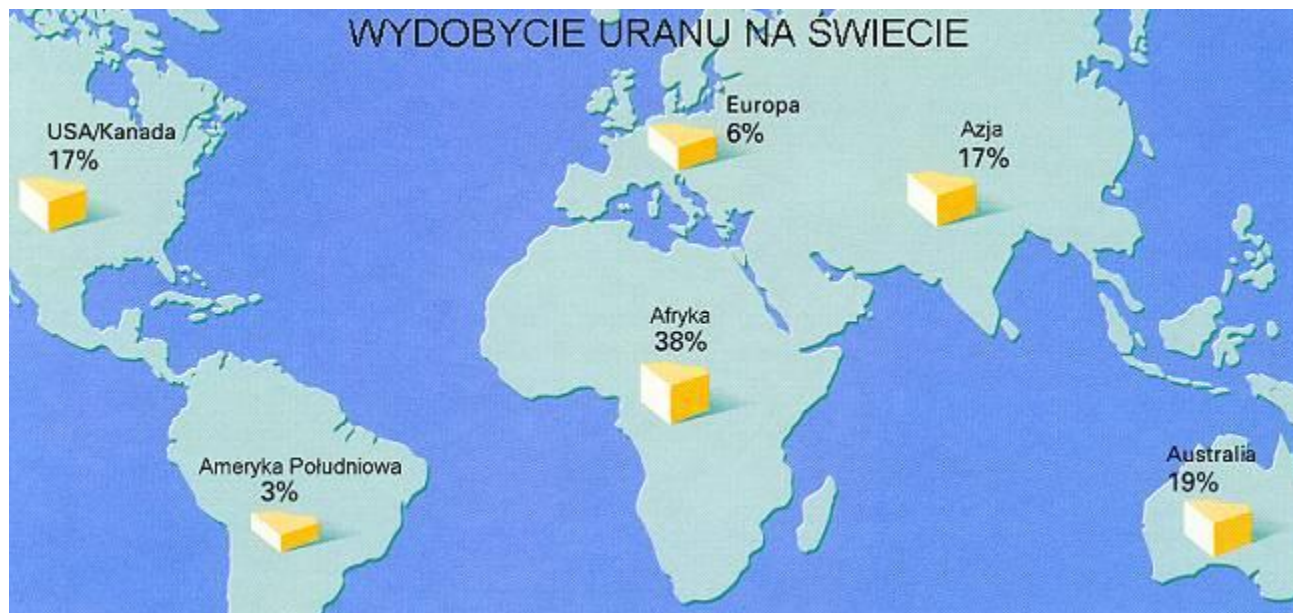 WYDOBYCIE URANU NA ŚWIECIE
USA/Kanada
17%
Europa
6%
Azja
17%
Afryka
38%
Ameryka Południowa
3%
Australia
19%